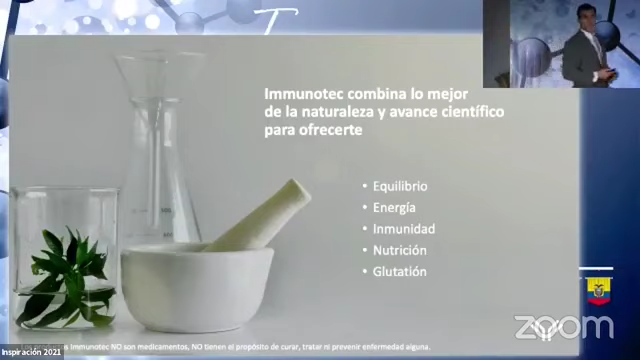 Immunotec combina lo mejor
de la naturaleza y avance científico
para ofrecerte
• Equilibrio
• Energía
• Inmunidad
• Nutrición
• Glutatión
Immunotec NO son medicamentos, NO tienen el propósito de curar, tratar ni prevenir enfermedad alguna.
Inspiración 2021
zoom